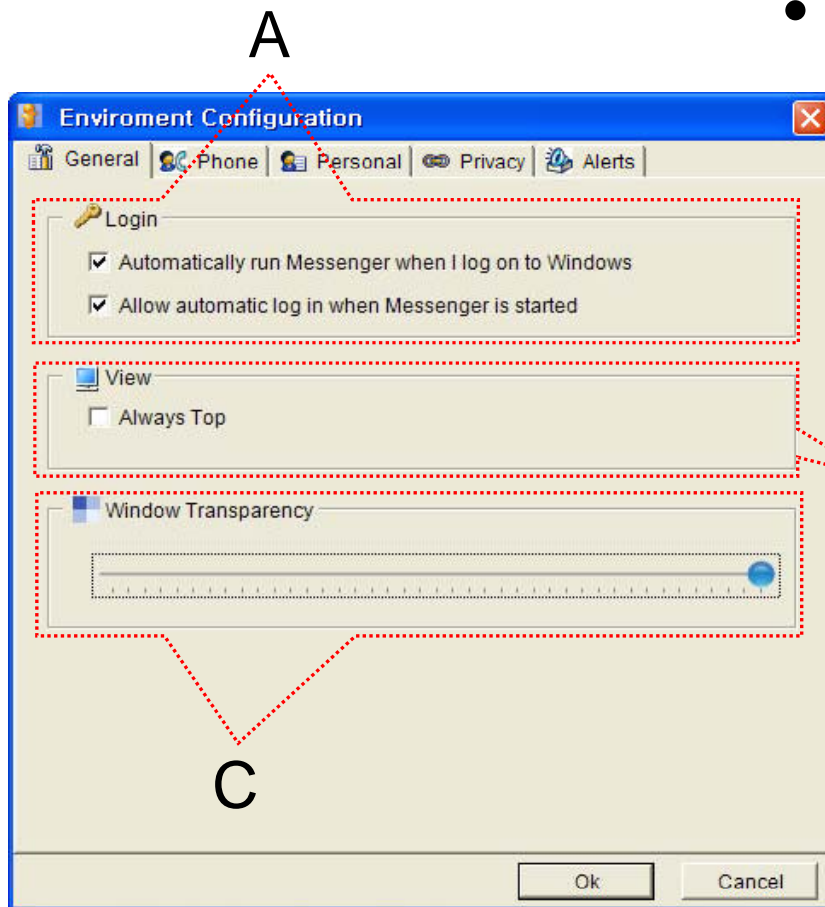 A
•
Enviroment Configuration
General Phone Personal Privacy Alerts
Login
Automatically run Messenger when I log on to Windows
Allow automatic log in when Messenger is started
View
Always Top
Window Transparency
C
Ok Cancel